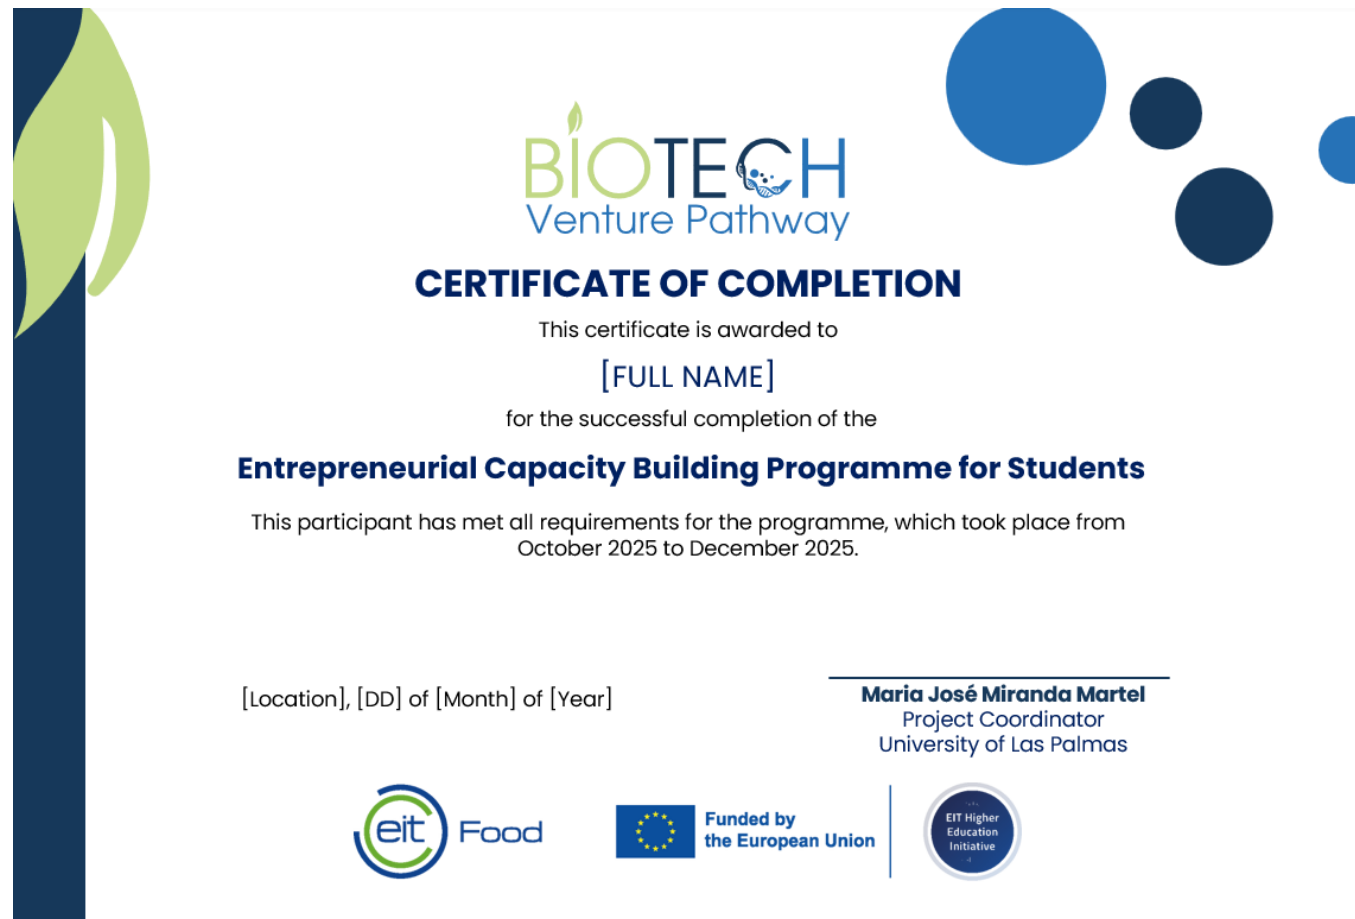 BIOTECH
Venture Pathway
CERTIFICATE OF COMPLETION
This certificate is awarded to
[FULL NAME]
for the successful completion of the
Entrepreneurial Capacity Building Programme for Students
This participant has met all requirements for the programme, which took place from
October 2025 to December 2025.
[Location], [DD] of [Month] of [Year]
Maria José Miranda Martel
Project Coordinator
University of Las Palmas
eit Food
Funded by
the European Union
EIT Higher
Education
Initiative